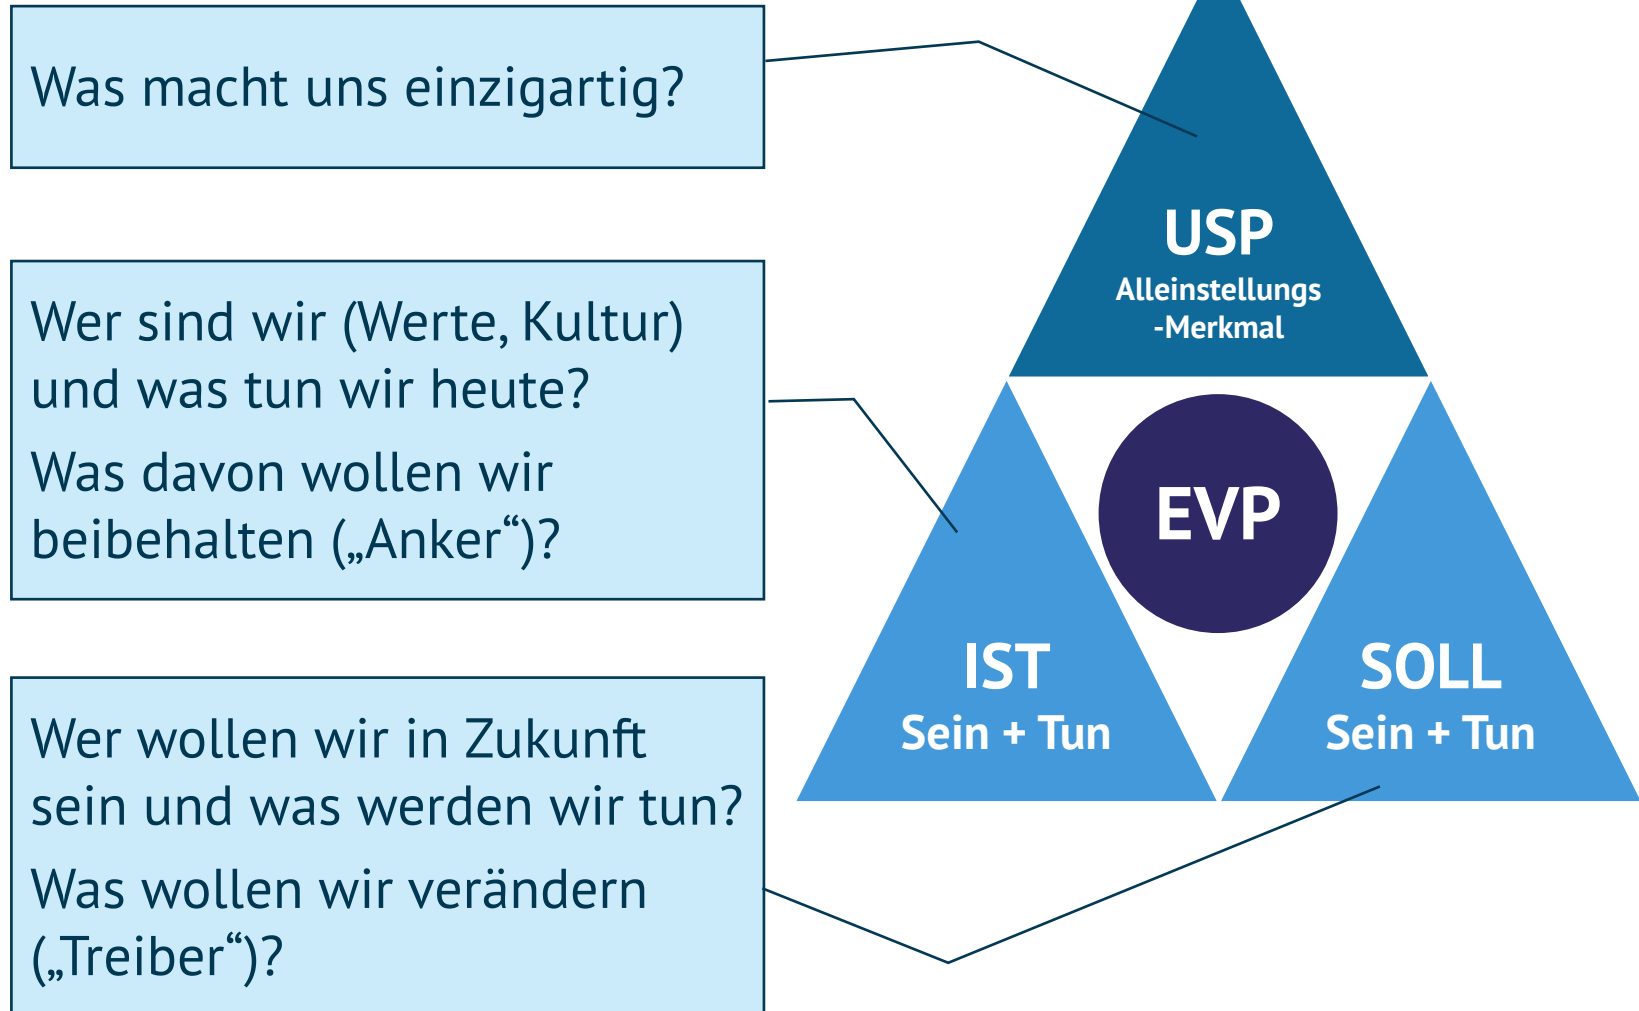 Was macht uns einzigartig?
Wer sind wir (Werte, Kultur)
und was tun wir heute?
Was davon wollen wir
beibehalten („Anker“)?
Wer wollen wir in Zukunft
sein und was werden wir tun?
Was wollen wir verändern
(„Treiber“)?
USP
Alleinstellungs
-Merkmal
EVP
IST
Sein + Tun
SOLL
Sein + Tun